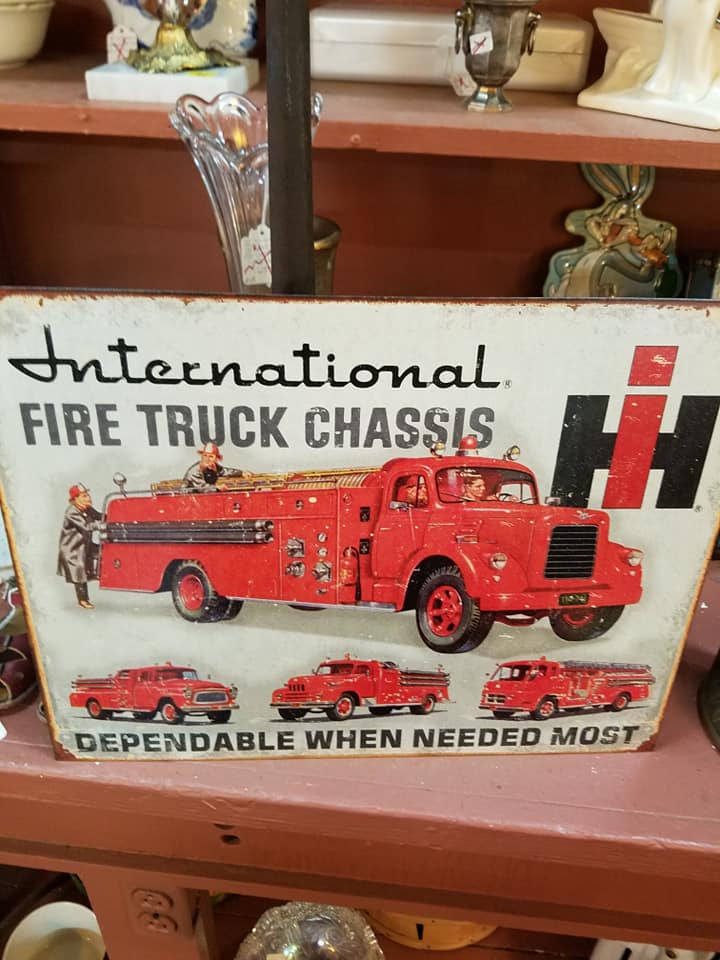 International®
FIRE TRUCK CHASSIS
IH
®
DEPENDABLE WHEN NEEDED MOST